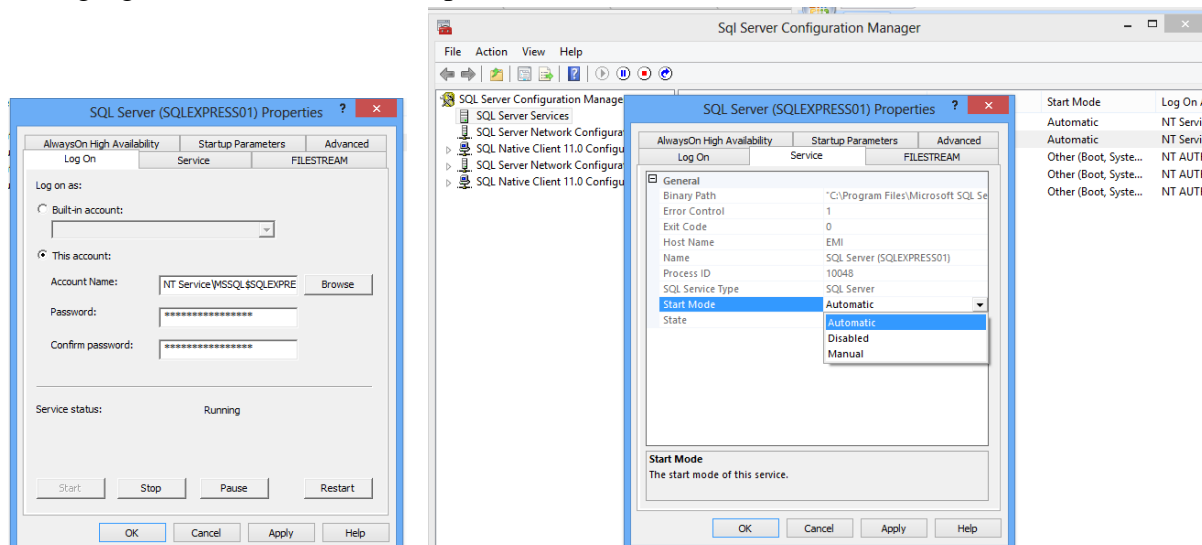 SQL Server (SQLEXPRESS01) Properties ? ×
AlwaysOn High Availability Startup Parameters Advanced
Log On Service FILESTREAM
Log on as:
Built-in account:
This account:
Account Name: NT Service\MSSQL$SQLEXPRE Browse
Password: ****************
Confirm password: ****************
Service status: Running
Start Stop Pause Restart
OK Cancel Apply Help
Sql Server Configuration Manager
File Action View Help
SQL Server Configuration Manage
SQL Server Services
SQL Server Network Configura
SQL Native Client 11.0 Configu
SQL Server Network Configura
SQL Native Client 11.0 Configu
SQL Server (SQLEXPRESS01) Properties ? ×
AlwaysOn High Availability Startup Parameters Advanced
Log On Service FILESTREAM
General
Binary Path "C:\Program Files\Microsoft SQL Se
Error Control 1
Exit Code 0
Host Name EMI
Name SQL Server (SQLEXPRESS01)
Process ID 10048
SQL Service Type SQL Server
Start Mode Automatic
State
Automatic
Disabled
Manual
Start Mode
The start mode of this service.
OK Cancel Apply Help
Start Mode Log On
Automatic NT Servi
Automatic NT Servi
Other (Boot, Syste... NT AUT
Other (Boot, Syste... NT AUT
Other (Boot, Syste... NT AUT